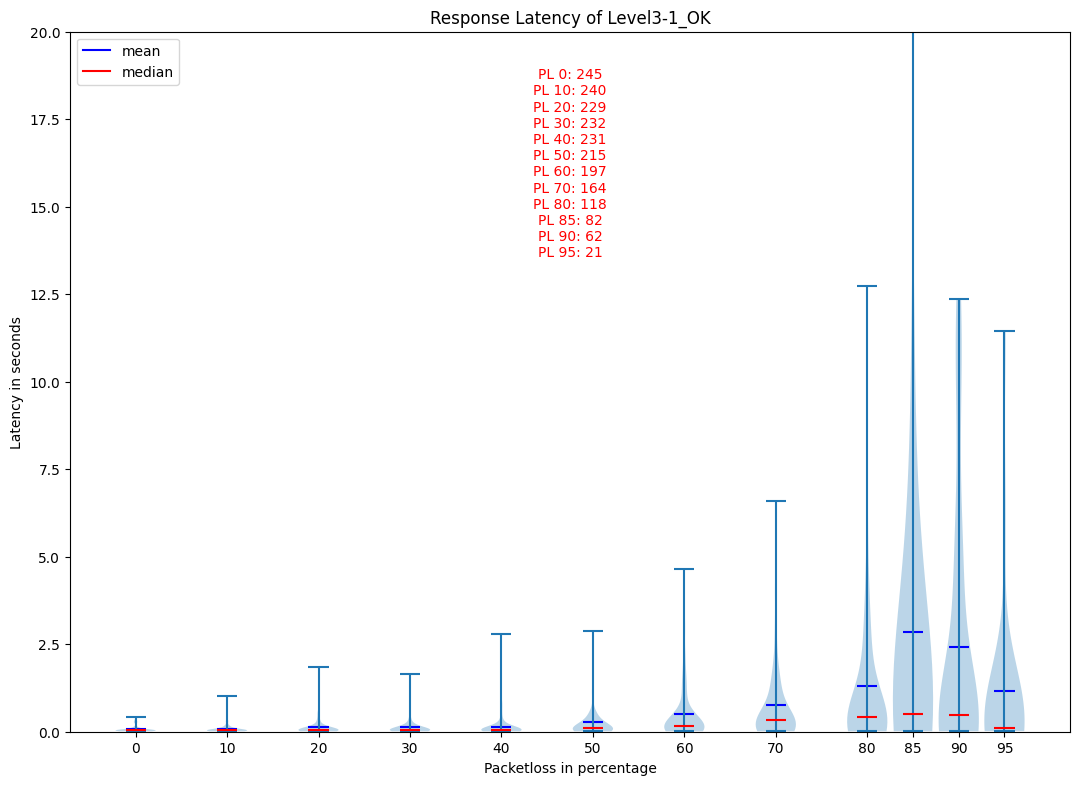 Response Latency of Level3-1_OK
mean
median
PL 0: 245
PL 10: 240
PL 20: 229
PL 30: 232
PL 40: 231
PL 50: 215
PL 60: 197
PL 70: 164
PL 80: 118
PL 85: 82
PL 90: 62
PL 95: 21
Latency in seconds
20.0
17.5
15.0
12.5
10.0
7.5
5.0
2.5
0.0
0 10 20 30 40 50 60 70 80 85 90 95
Packetloss in percentage